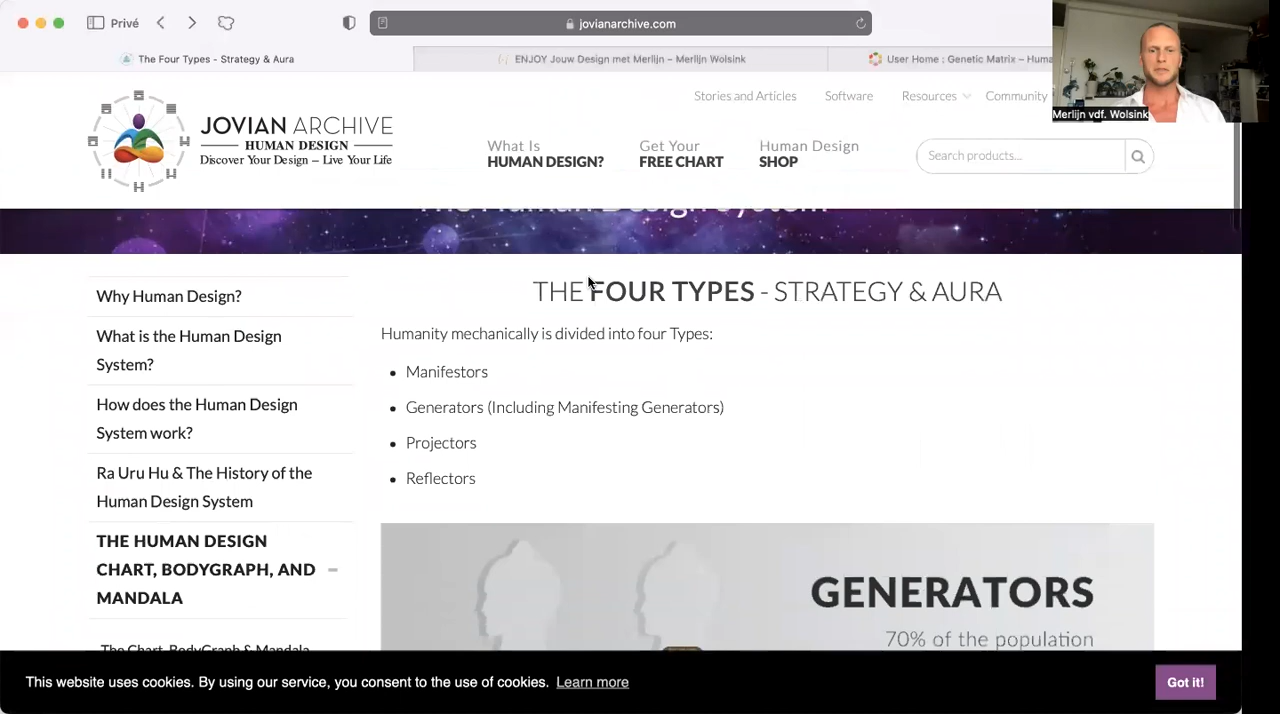 Privé
jovianarchive.com
The Four Types - Strategy & Aura
ENJOY Jouw Design met Merlijn – Merlijn Wolsink
User Home : Genetic Matrix – Huma
Merlijn vdf. Wolsink
Stories and Articles
Software
Resources
Community
JOVIAN ARCHIVE
HUMAN DESIGN
Discover Your Design – Live Your Life
What Is
HUMAN DESIGN?
Get Your
FREE CHART
Human Design
SHOP
Search products...
The Human Design System
Why Human Design?
What is the Human Design
System?
How does the Human Design
System work?
Ra Uru Hu & The History of the
Human Design System
THE HUMAN DESIGN
CHART, BODYGRAPH, AND
MANDALA
The Chart, BodyGraph & Mandala
THE FOUR TYPES - STRATEGY & AURA
Humanity mechanically is divided into four Types:
• Manifestors
• Generators (Including Manifesting Generators)
• Projectors
• Reflectors
GENERATORS
70% of the population
This website uses cookies. By using our service, you consent to the use of cookies. Learn more
Got it!